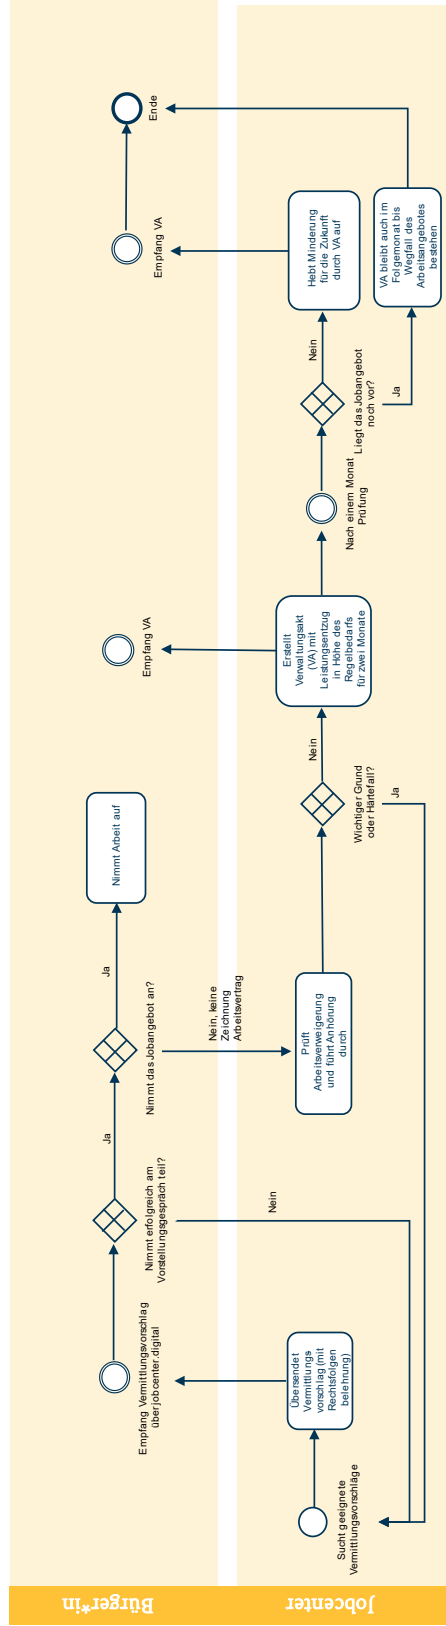 Bürger*in
Jobcenter
Sucht geeignete
Vermittlungsvorschläge
Übersendet
Vermittlungs
vorschlag (mit
Rechtsfolgen
belehrung)
Empfang Vermittlungsvorschlag
über jobcenter.digital
Nimmt erfolgreich am
Vorstellungsgespräch teil?
Nein
Ja
Nimmt das Jobangebot an?
Ja
Nimmt Arbeit auf
Nein, keine
Zeichnung
Arbeitsvertrag
Prüft
Arbeitsverweigerung
und führt Anhörung
durch
Wichtiger Grund
oder Härtefall?
Ja
Nein
Erstellt
Verwaltungsakt
(VA) mit
Leistungsentzug
in Höhe des
Regelbedarfs
für zwei Monate
Empfang VA
Nach einem Monat
Prüfung
Liegt das Jobangebot
noch vor?
Nein
Ja
Hebt Minderung
für die Zukunft
durch VA auf
VA bleibt auch im
Folgemonat bis
Wegfall des
Arbeitsangebotes
bestehen
Empfang VA
Ende